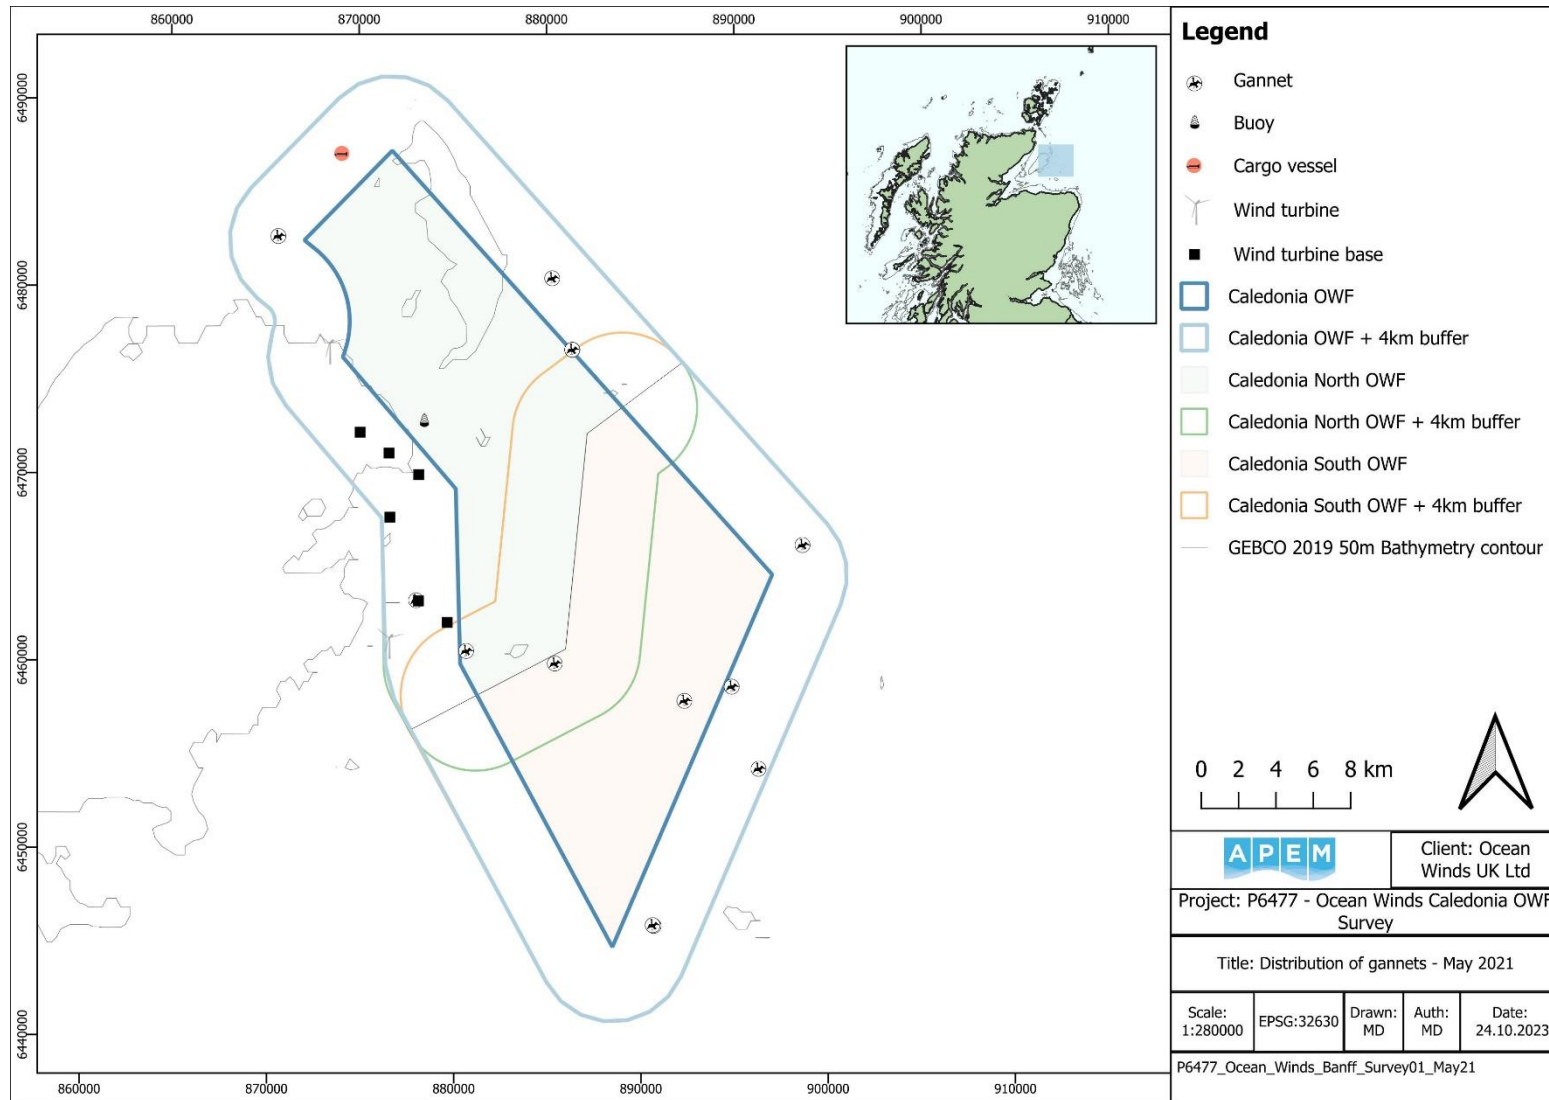 860000 870000 880000 890000 900000 910000
6490000
6480000
6470000
6460000
6450000
6440000
860000 870000 880000 890000 900000 910000
Legend
Gannet
Buoy
Cargo vessel
Wind turbine
Wind turbine base
Caledonia OWF
Caledonia OWF + 4km buffer
Caledonia North OWF
Caledonia North OWF + 4km buffer
Caledonia South OWF
Caledonia South OWF + 4km buffer
GEBCO 2019 50m Bathymetry contour
0 2 4 6 8 km
APEM
Client: Ocean
Winds UK Ltd
Project: P6477 - Ocean Winds Caledonia OWF
Survey
Title: Distribution of gannets - May 2021
Scale:
1:280000
EPSG:32630
Drawn:
MD
Auth:
MD
Date:
24.10.2023
P6477_Ocean_Winds_Banff_Survey01_May21